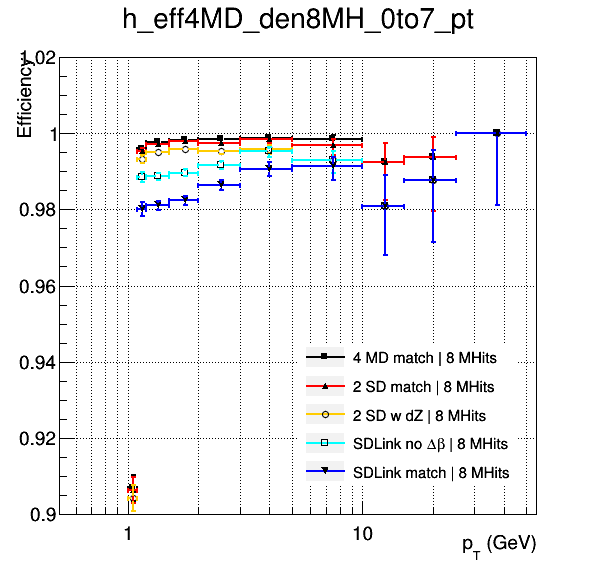 h_eff4MD_den8MH_0to7_pt
Efficiency
1.02
1
0.98
0.96
0.94
0.92
0.9
4 MD match | 8 MHits
2 SD match | 8 MHits
2 SD w dZ | 8 MHits
SDLink no Δβ | 8 MHits
SDLink match | 8 MHits
1
10
p_T (GeV)